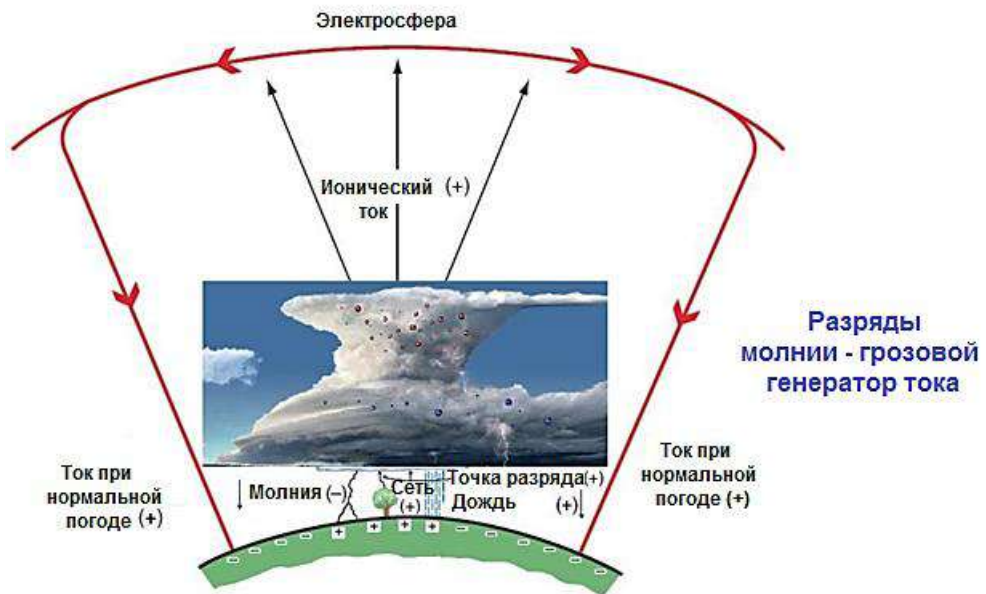 Электросфера
Ионический (+)
ток
Разряды
молнии - грозовой
генератор тока
Ток при
нормальной
погоде (+)
Молния (–)
Сеть
(+)
Точка разряда (+)
Дождь
(+)
Ток при
нормальной
погоде (+)
– – – – + + + + – – – – – –